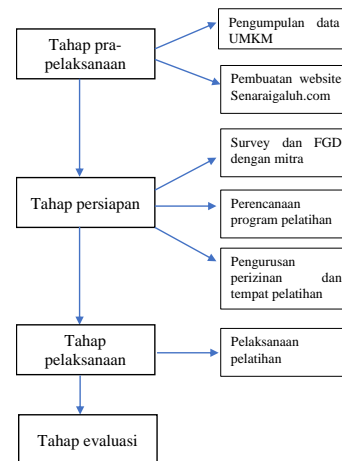 Tahap pra-
pelaksanaan
Pengumpulan data
UMKM
Pembuatan website
Senaraigaluh.com
Tahap persiapan
Survey dan FGD
dengan mitra
Perencanaan
program pelatihan
Pengurusan
perizinan dan
tempat pelatihan
Tahap
pelaksanaan
Pelaksanaan
pelatihan
Tahap evaluasi